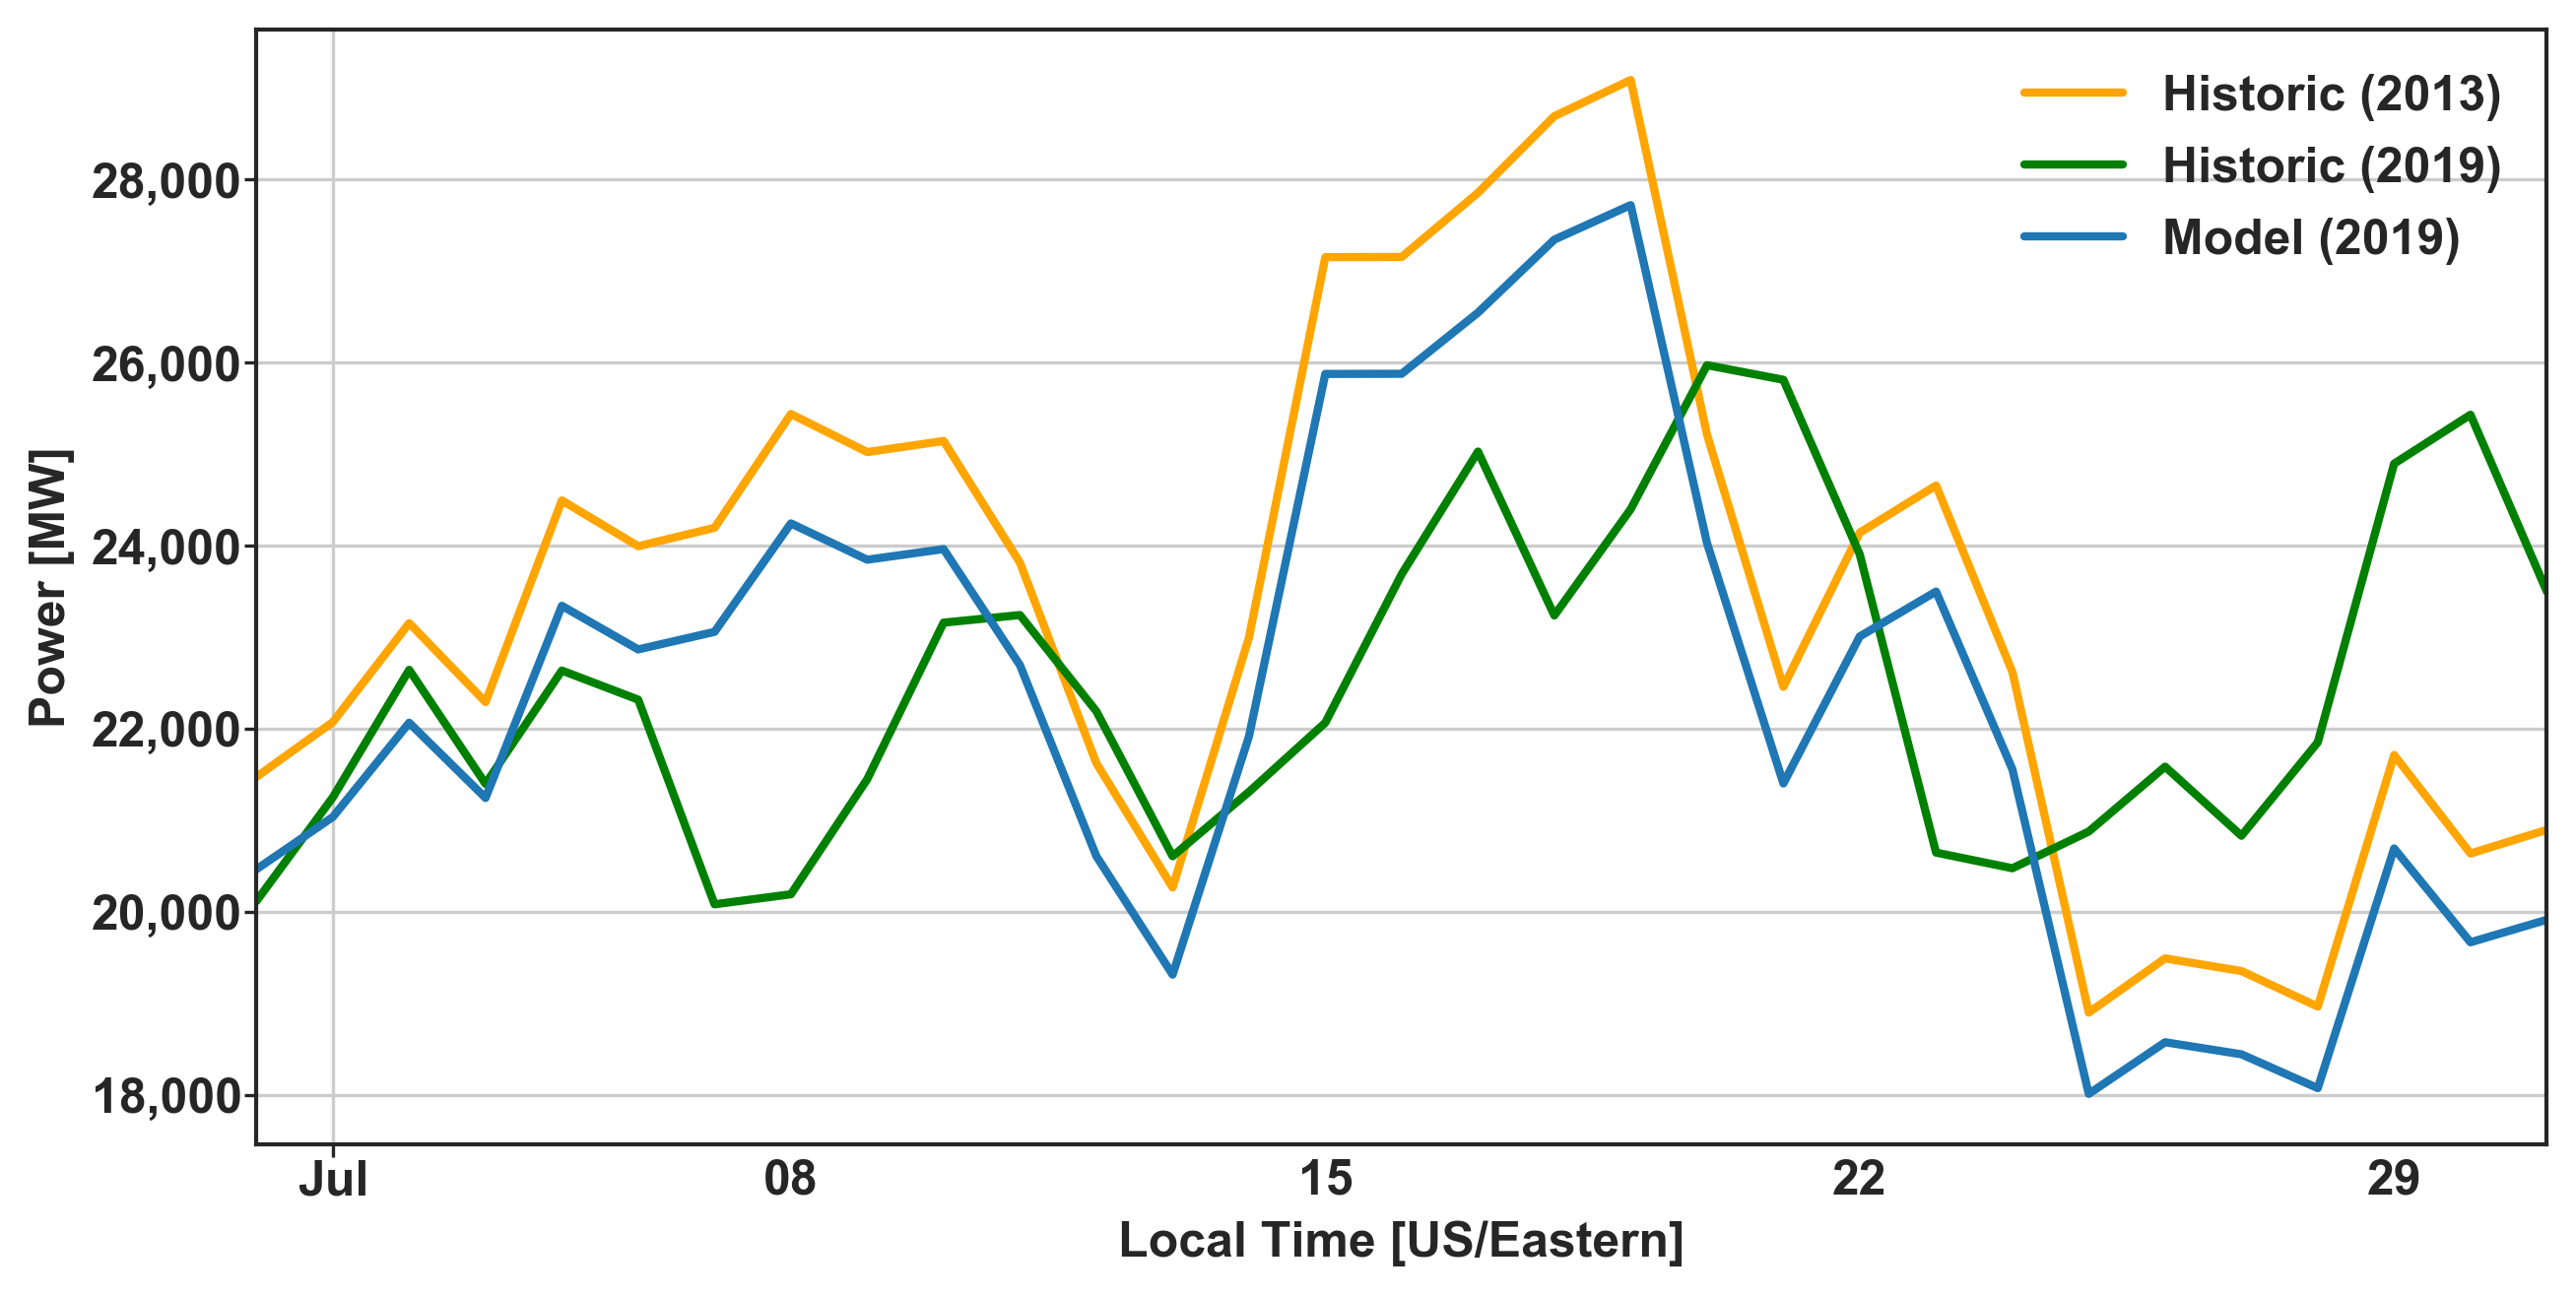 Historic (2013)
Historic (2019)
Model (2019)
Power [MW]
28,000
26,000
24,000
22,000
20,000
18,000
Jul 08 15 22 29
Local Time [US/Eastern]